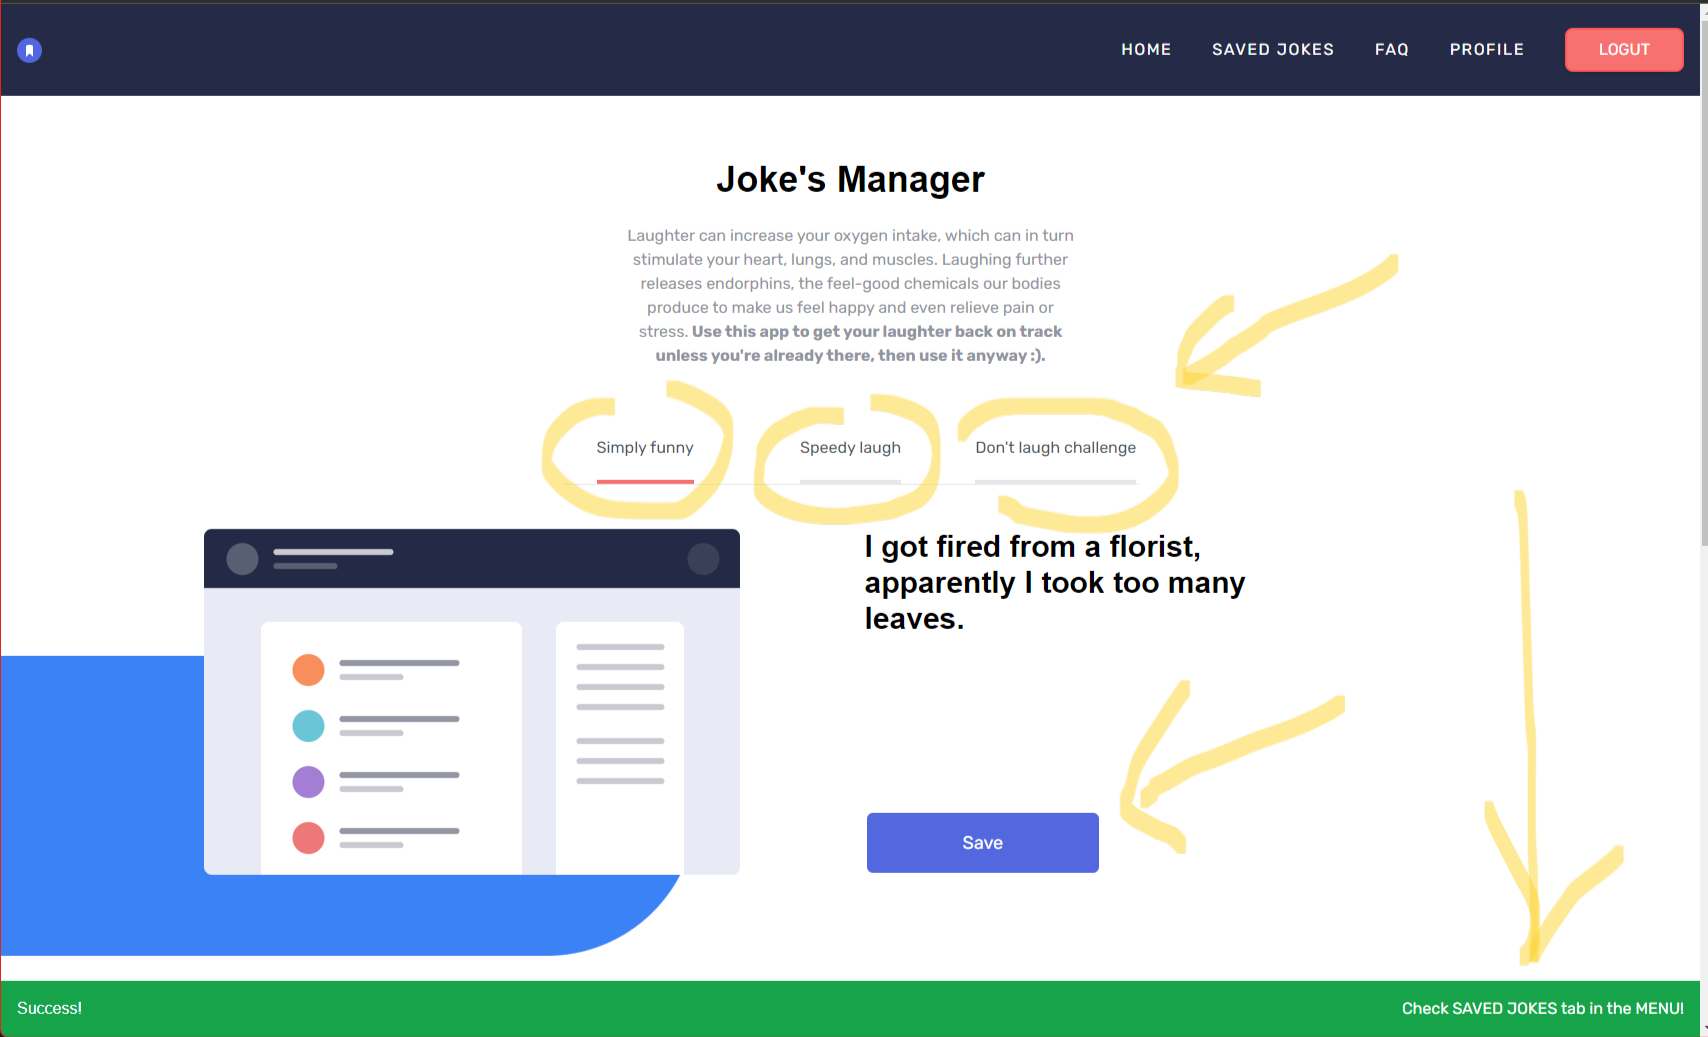 HOME SAVED JOKES FAQ PROFILE LOGUT
Joke's Manager
Laughter can increase your oxygen intake, which can in turn
stimulate your heart, lungs, and muscles. Laughing further
releases endorphins, the feel-good chemicals our bodies
produce to make us feel happy and even relieve pain or
stress. Use this app to get your laughter back on track
unless you're already there, then use it anyway :).
Simply funny Speedy laugh Don't laugh challenge
I got fired from a florist,
apparently I took too many
leaves.
Save
Success! Check SAVED JOKES tab in the MENU!